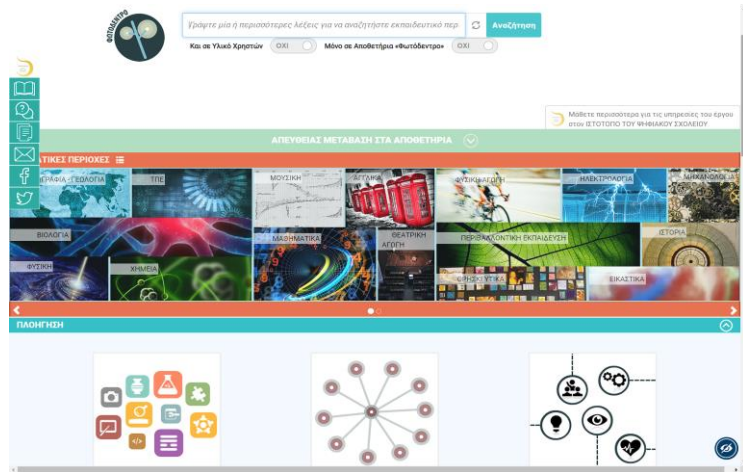 ΦΩΤΟΔΕΝΤΡΟ
Γράψτε μία ή περισσότερες λέξεις για να αναζητήσετε εκπαιδευτικό περι
Αναζήτηση
Και σε Υλικό Χρηστών
ΟΧΙ
Μόνο σε Αποθετήρια «Φωτόδεντρο»
ΟΧΙ
Μάθετε περισσότερα για τις υπηρεσίες του έργου
στον ΙΣΤΟΤΟΠΟ ΤΟΥ ΨΗΦΙΑΚΟΥ ΣΧΟΛΕΙΟΥ
ΑΠΕΥΘΕΙΑΣ ΜΕΤΑΒΑΣΗ ΣΤΑ ΑΠΟΘΕΤΗΡΙΑ
ΤΙΚΕΣ ΠΕΡΙΟΧΕΣ
ΓΡΑΦΙΑ - ΓΕΩΛΟΓΙΑ
ΤΠΕ
ΜΟΥΣΙΚΗ
ΑΓΓΛΙΚΑ
ΦΥΣΙΚΗ ΑΓΩΓΗ
ΗΛΕΚΤΡΟΛΟΓΙΑ
ΜΗΧΑΝΟΛΟΓΙΑ
ΒΙΟΛΟΓΙΑ
ΜΑΘΗΜΑΤΙΚΑ
ΘΕΑΤΡΙΚΗ
ΑΓΩΓΗ
ΠΕΡΙΒΑΛΛΟΝΤΙΚΗ ΕΚΠΑΙΔΕΥΣΗ
ΙΣΤΟΡΙΑ
ΦΥΣΙΚΗ
ΧΗΜΕΙΑ
ΘΡΗΣΚΕΥΤΙΚΑ
ΕΙΚΑΣΤΙΚΑ
ΠΛΟΗΓΗΣΗ